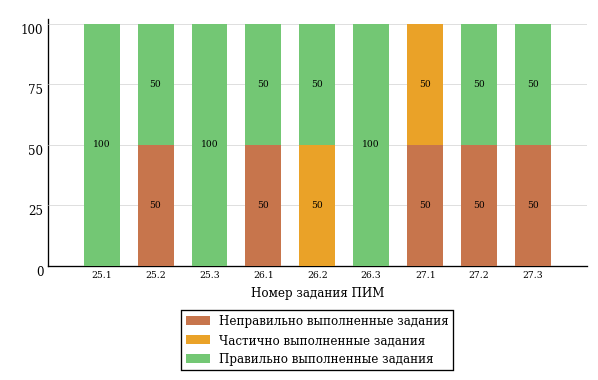 100
75
50
25
0
50 50 50 50 50 50
100 100 100
50 50 50 50 50 50
25.1 25.2 25.3 26.1 26.2 26.3 27.1 27.2 27.3
Номер задания ПИМ
Неправильно выполненные задания
Частично выполненные задания
Правильно выполненные задания